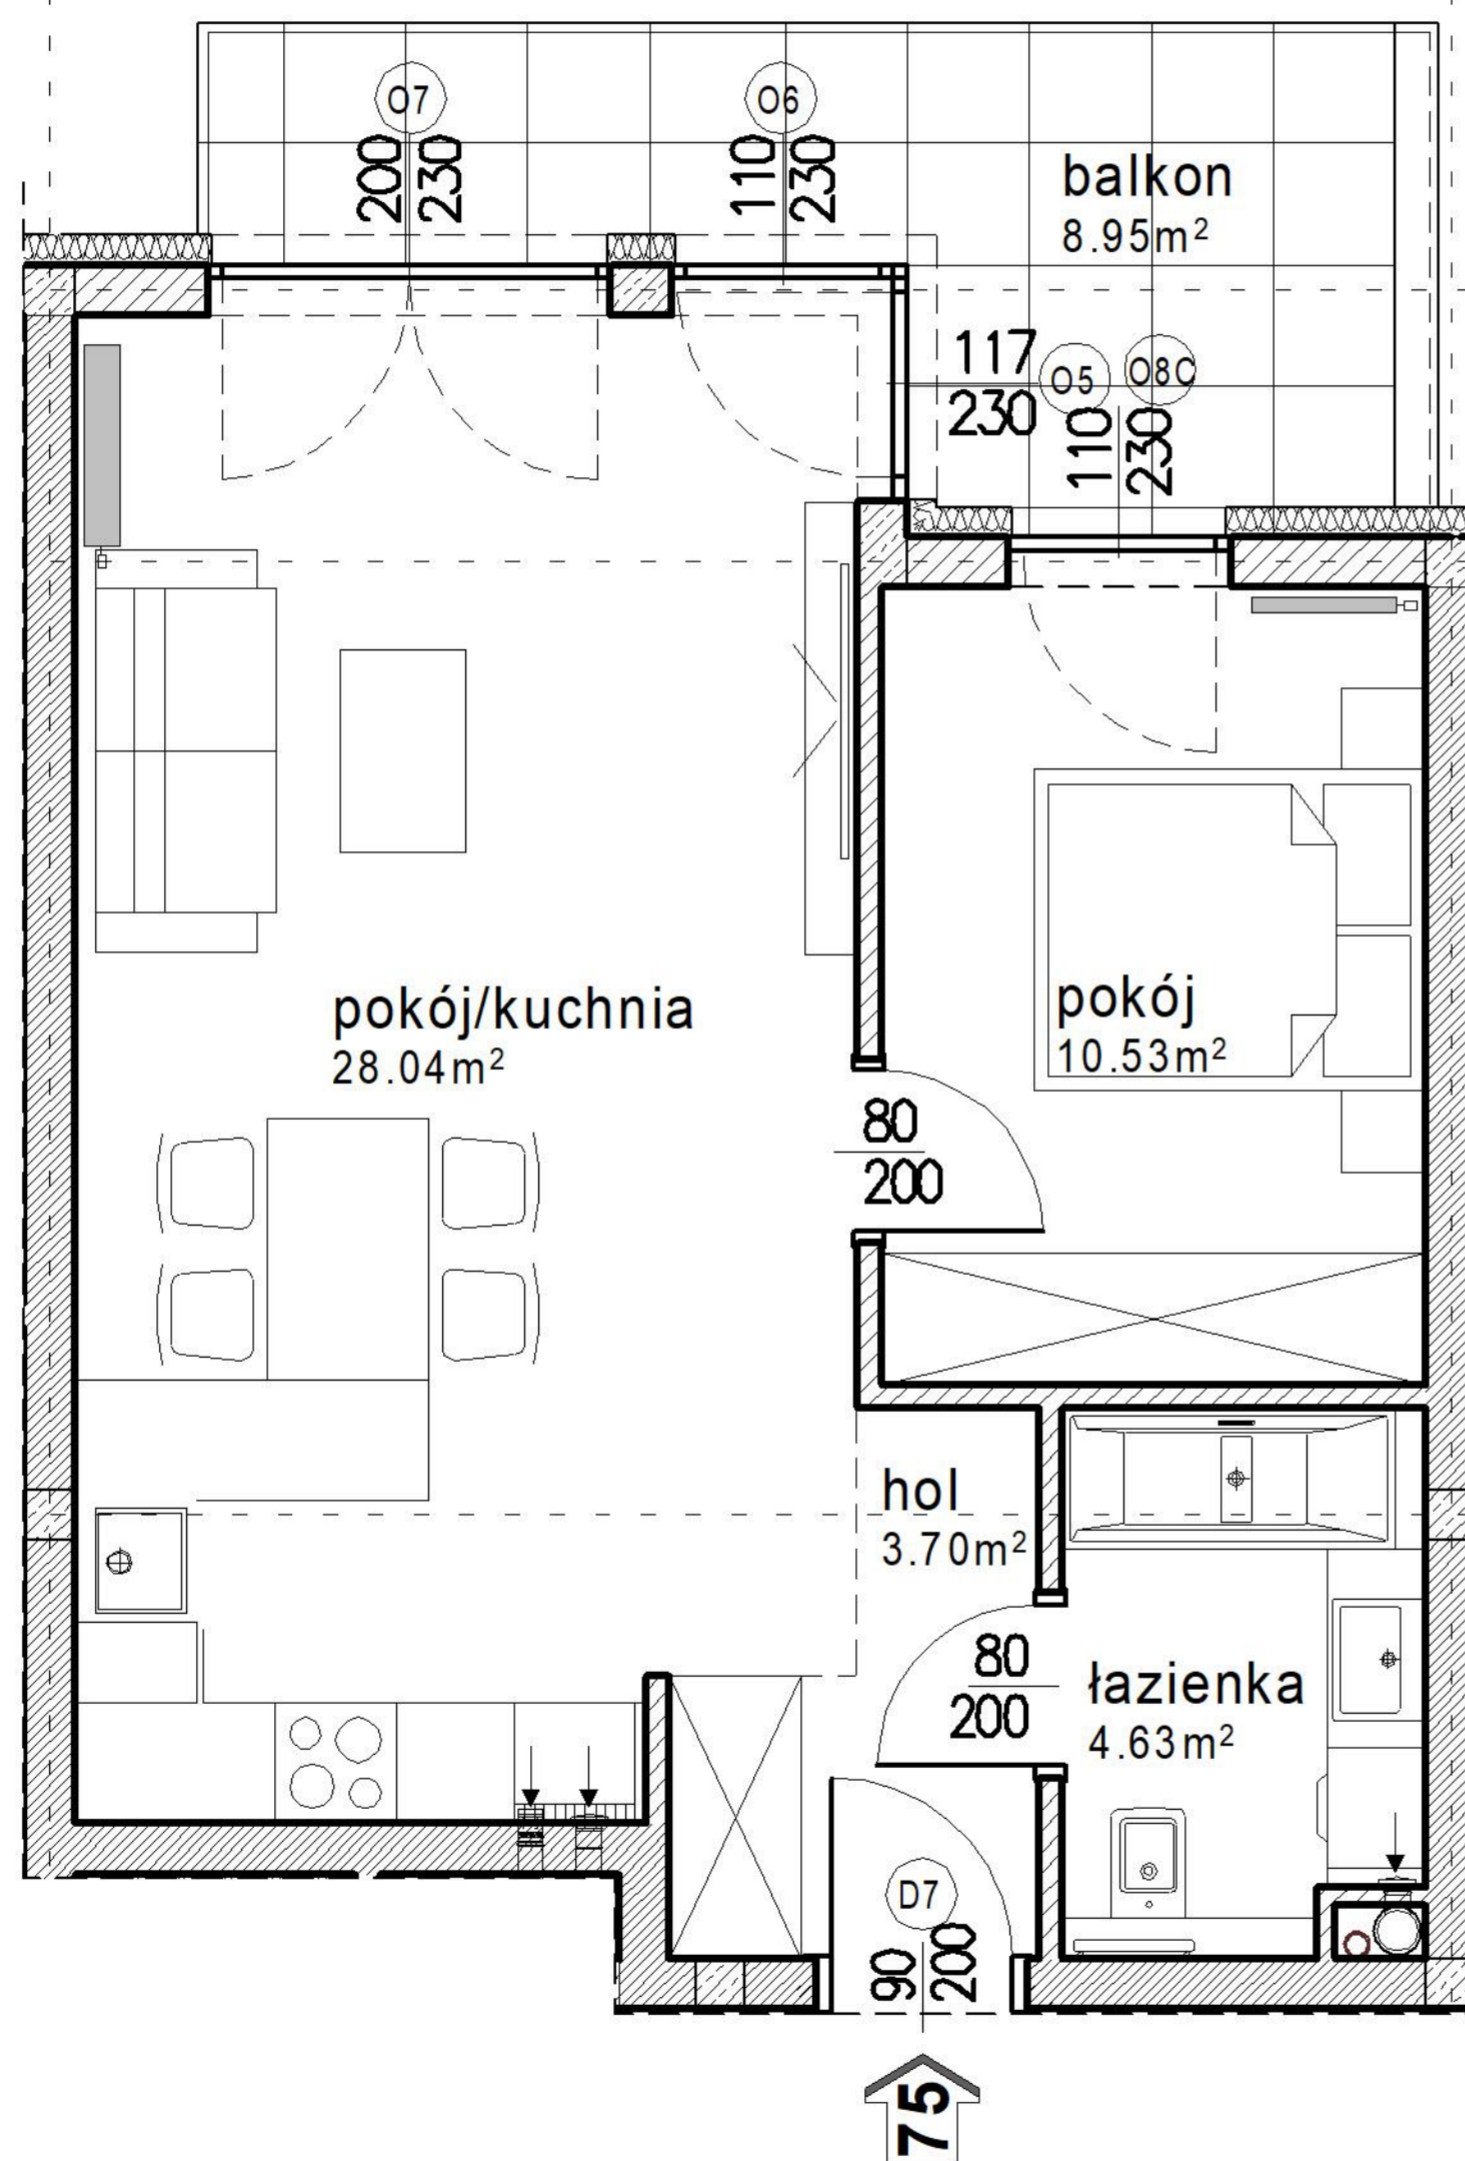 O7
O6
200
230
110
230
balkon
8.95m²
117
230
O5
O8C
110
230
pokój/kuchnia
28.04m²
pokój
10.53m²
80
200
hol
3.70m²
80
200
łazienka
4.63m²
D7
90
200
75